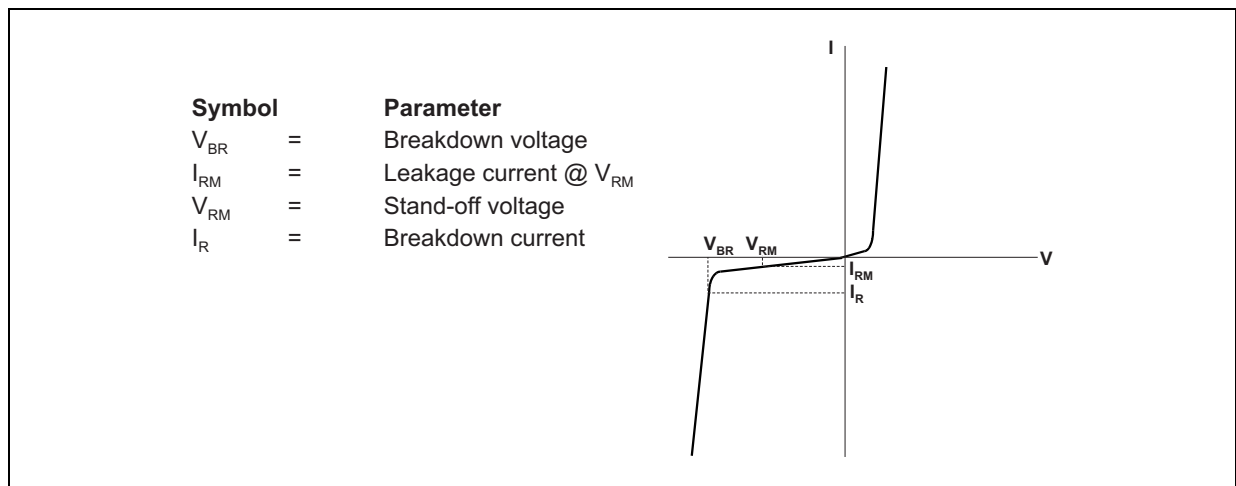 Symbol Parameter
V_BR = Breakdown voltage
I_RM = Leakage current @ V_RM
V_RM = Stand-off voltage
I_R = Breakdown current
I
V_BR V_RM
V
I_RM
I_R